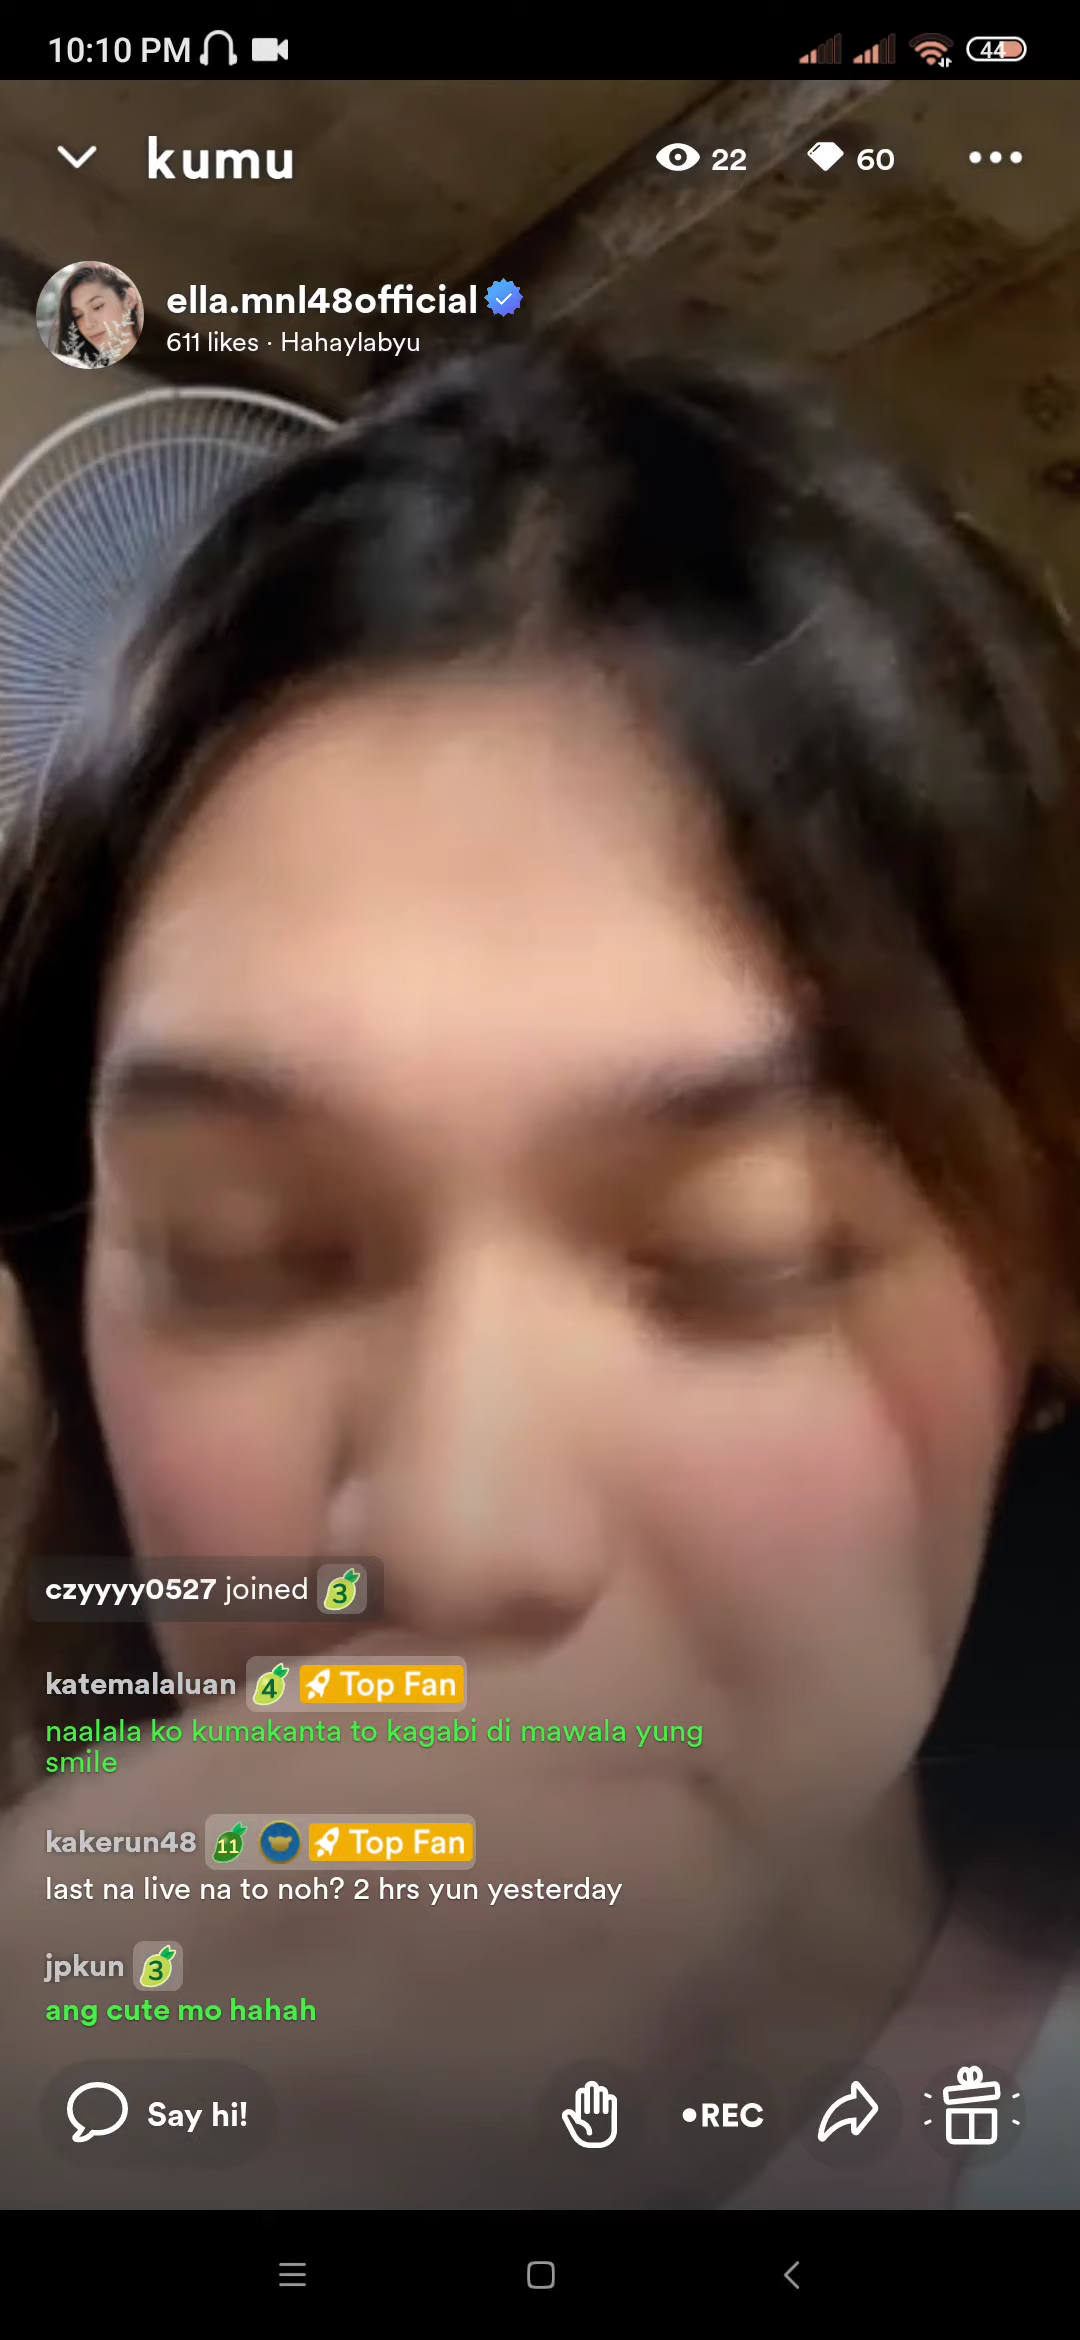 10:10 PM
44
kumu
22
60
ella.mnl48official
611 likes · Hahaylabyu
czyyyy0527 joined 3
katemalaluan 4 Top Fan
naalala ko kumakanta to kagabi di mawala yung
smile
kakerun48 11 Top Fan
last na live na to noh? 2 hrs yun yesterday
jpkun 3
ang cute mo hahah
Say hi!
•REC